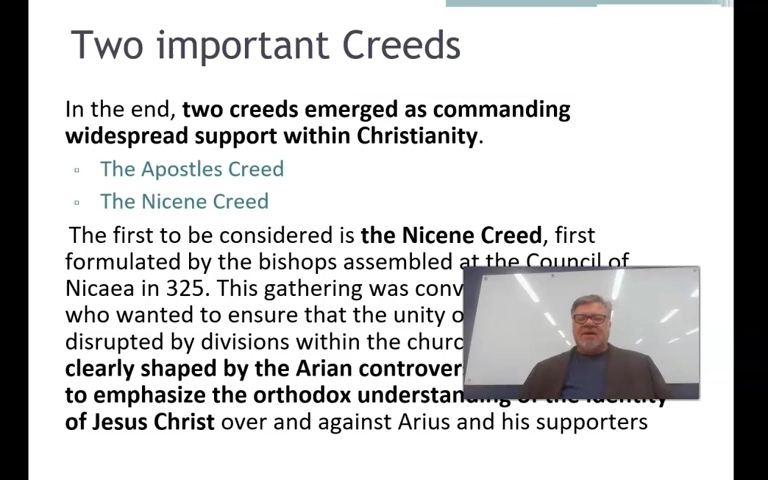 Two important Creeds
In the end, two creeds emerged as commanding
widespread support within Christianity.
The Apostles Creed
The Nicene Creed
The first to be considered is the Nicene Creed, first
formulated by the bishops assembled at the Council of
Nicaea in 325. This gathering was
who wanted to ensure that the unity
disrupted by divisions within the
clearly shaped by the Arian
to emphasize the orthodox understanding of the identity
of Jesus Christ over and against Arius and his supporters